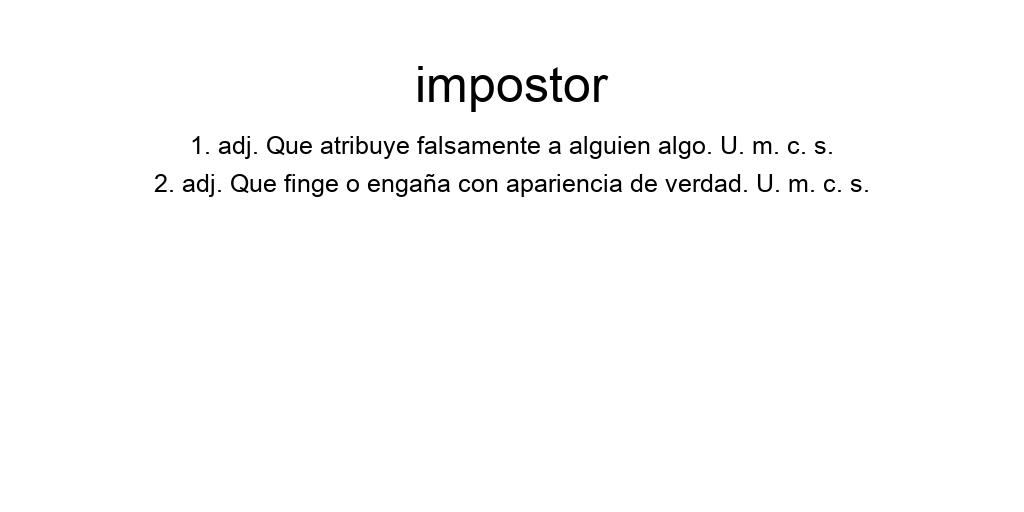 impostor
1. adj. Que atribuye falsamente a alguien algo. U. m. c. s.
2. adj. Que finge o engaña con apariencia de verdad. U. m. c. s.